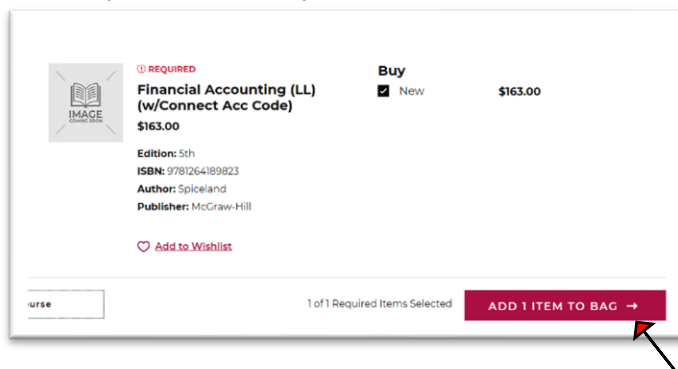 IMAGE
COMING SOON
REQUIRED
Financial Accounting (LL)
(w/Connect Acc Code)
$163.00
Edition: 5th
ISBN: 9781264189823
Author: Spiceland
Publisher: McGraw-Hill
Add to Wishlist
Buy
New $163.00
urse
1 of 1 Required Items Selected
ADD 1 ITEM TO BAG →